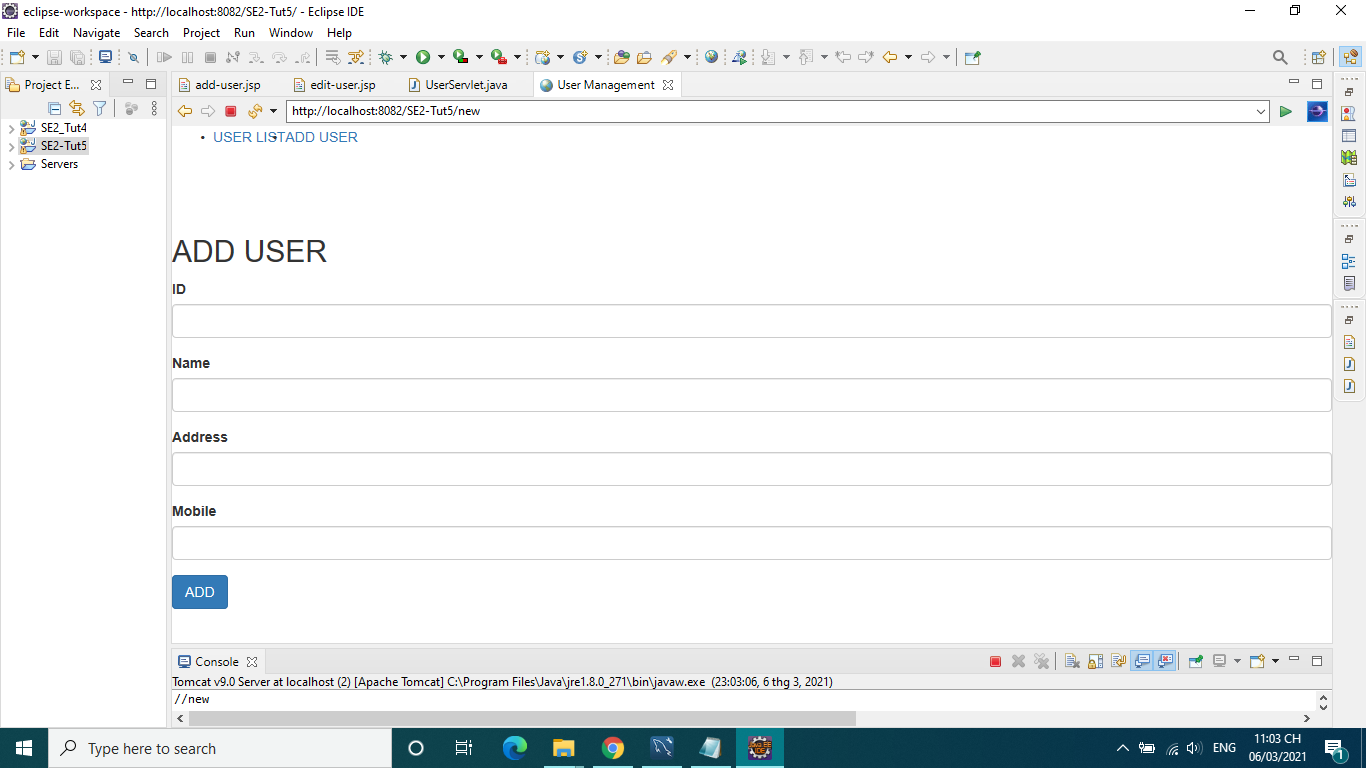 eclipse-workspace - http://localhost:8082/SE2-Tut5/ - Eclipse IDE
File Edit Navigate Search Project Run Window Help
Project E... add-user.jsp edit-user.jsp UserServlet.java User Management
http://localhost:8082/SE2-Tut5/new
SE2_Tut4
SE2-Tut5
Servers
• USER LIST• ADD USER
ADD USER
ID
Name
Address
Mobile
ADD
Console
Tomcat v9.0 Server at localhost (2) [Apache Tomcat] C:\Program Files\Java\jre1.8.0_271\bin\javaw.exe (23:03:06, 6 thg 3, 2021)
//new
Type here to search
ENG
11:03 CH
06/03/2021
1